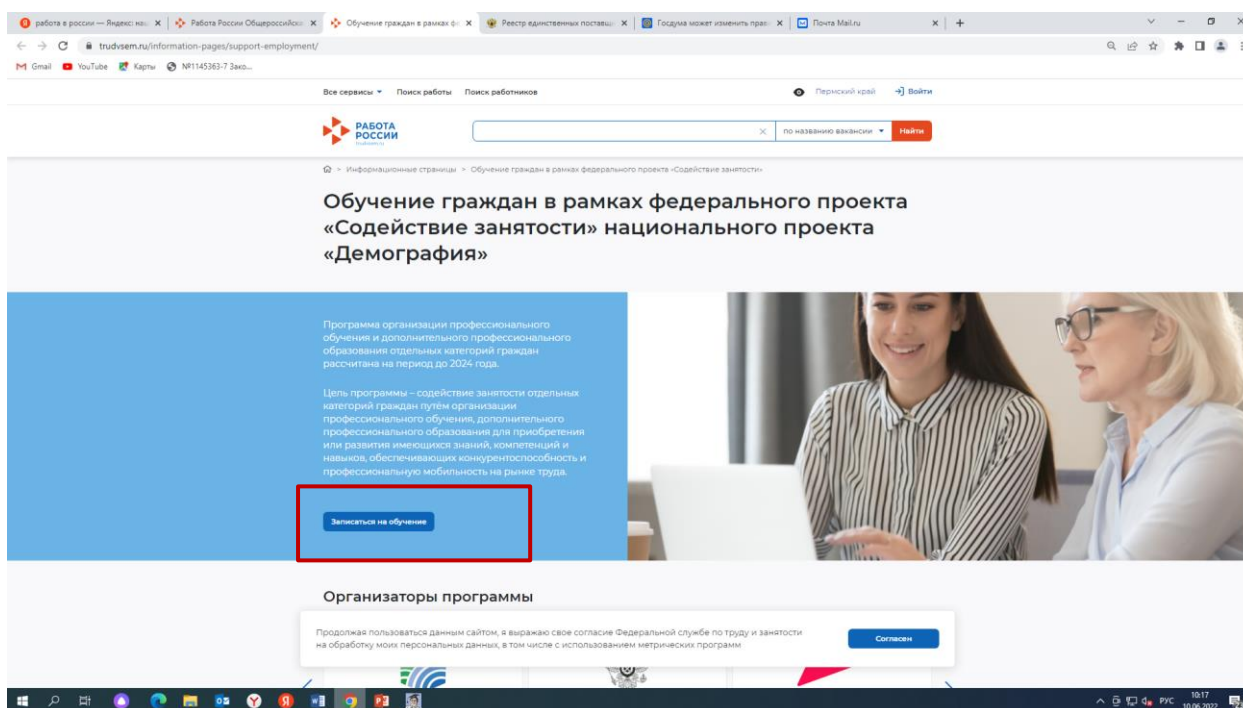 работа в россии — Яндекс: наш
Работа России Общероссийская
Обучение граждан в рамках фе
Реестр единственных поставщи
Госдума может изменить прав
Почта Mail.ru
trudvsem.ru/information-pages/support-employment/
Gmail
YouTube
Карты
№1145363-7 Зако...
Все сервисы
Поиск работы
Поиск работников
Пермский край
Войти
РАБОТА
РОССИИ
trudvsem.ru
по названию вакансии
Найти
> Информационные страницы > Обучение граждан в рамках федерального проекта «Содействие занятости»
Обучение граждан в рамках федерального проекта
«Содействие занятости» национального проекта
«Демография»
Программа организации профессионального
обучения и дополнительного профессионального
образования отдельных категорий граждан
рассчитана на период до 2024 года.
Цель программы – содействие занятости отдельных
категорий граждан путём организации
профессионального обучения, дополнительного
профессионального образования для приобретения
или развития имеющихся знаний, компетенций и
навыков, обеспечивающих конкурентоспособность и
профессиональную мобильность на рынке труда.
Записаться на обучение
Организаторы программы
Продолжая пользоваться данным сайтом, я выражаю свое согласие Федеральной службе по труду и занятости
на обработку моих персональных данных, в том числе с использованием метрических программ
Согласен
РУС
10:17
10.06.2022